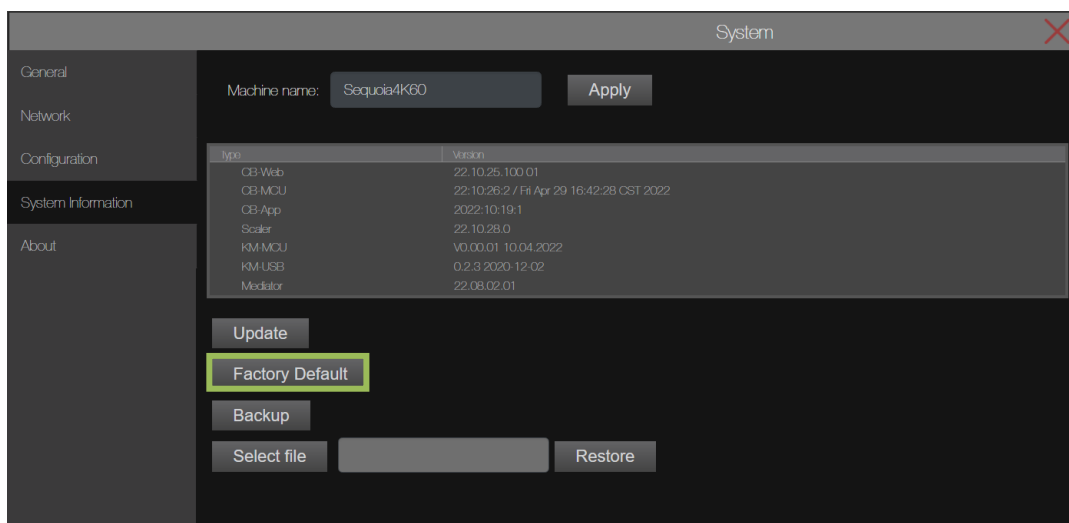 System
General
Network
Configuration
System Information
About
Machine name: Sequoia4K60 Apply
Type Version
CB-Web 22.10.25.100 01
CB-MCU 22:10:26:2 / Fri Apr 29 16:42:28 CST 2022
CB-App 2022:10:19:1
Scaler 22.10.28.0
KM-MCU V0.00.01 10.04.2022
KM-USB 0.2.3 2020-12-02
Mediator 22.08.02.01
Update
Factory Default
Backup
Select file Restore